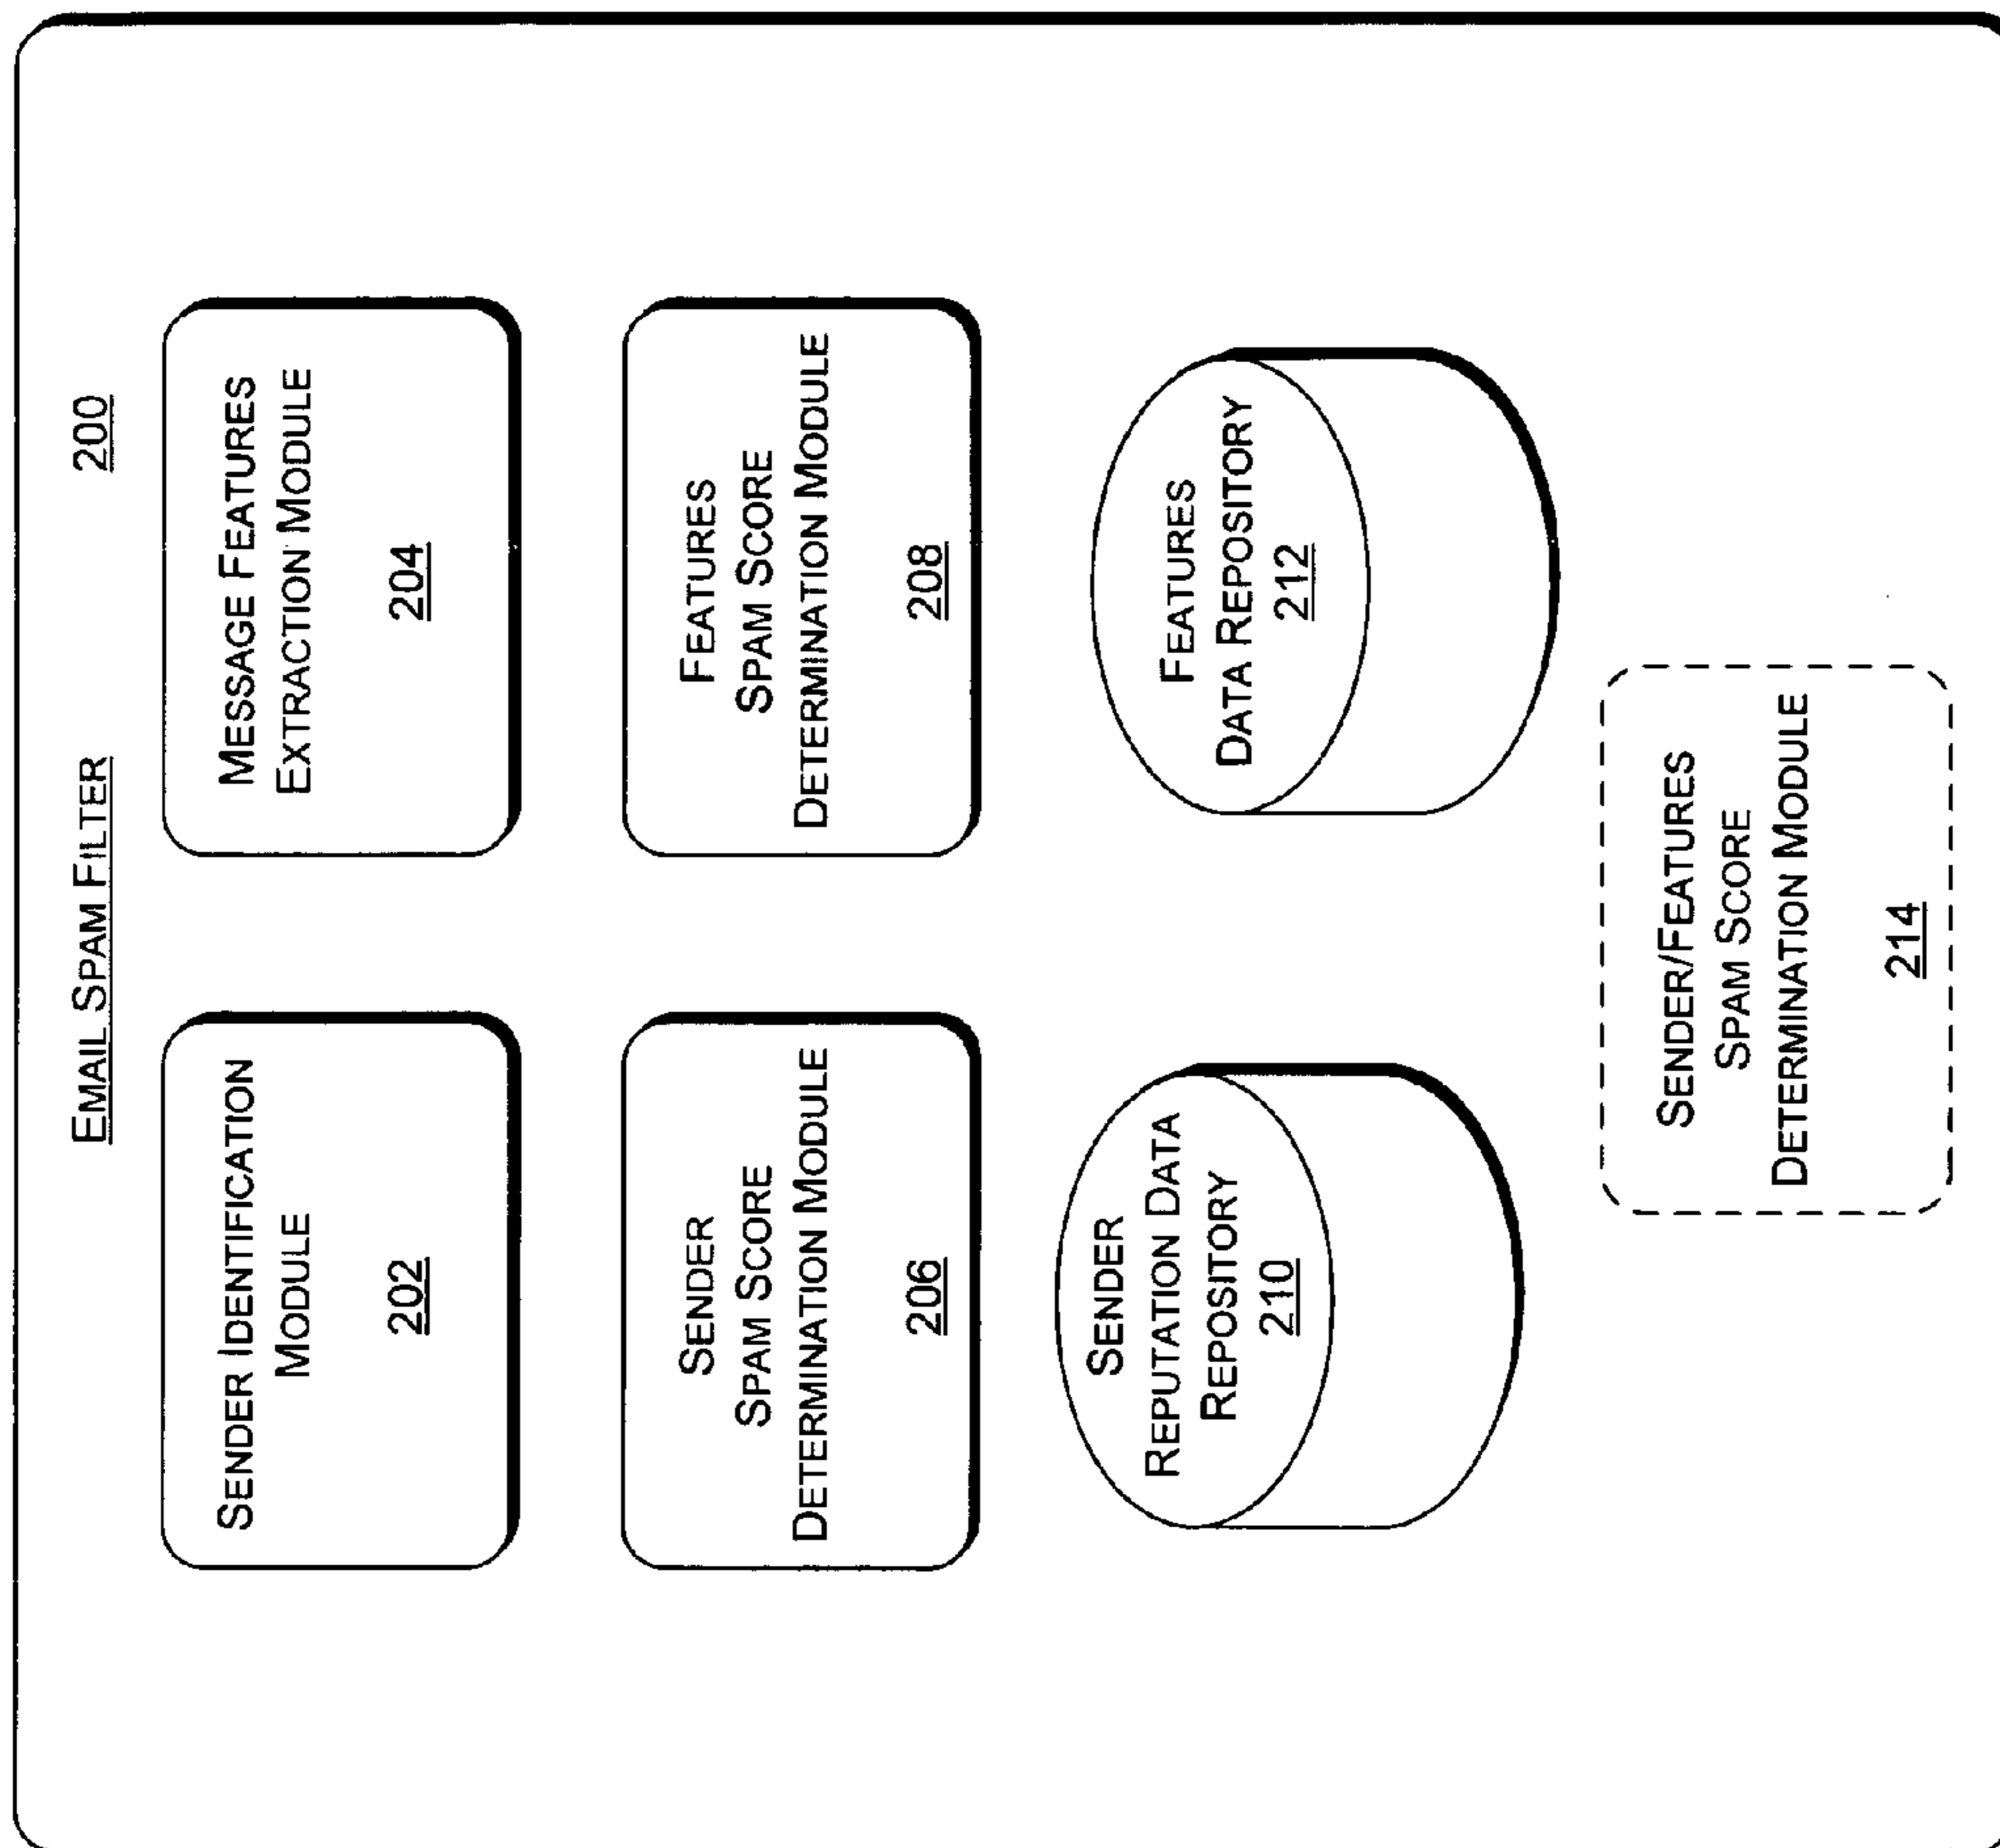 EMAIL SPAM FILTER
200
SENDER IDENTIFICATION
MODULE
202
MESSAGE FEATURES
EXTRACTION MODULE
204
SENDER
SPAM SCORE
DETERMINATION MODULE
206
FEATURES
SPAM SCORE
DETERMINATION MODULE
208
SENDER
REPUTATION DATA
REPOSITORY
210
FEATURES
DATA REPOSITORY
212
SENDER/FEATURES
SPAM SCORE
DETERMINATION MODULE
214